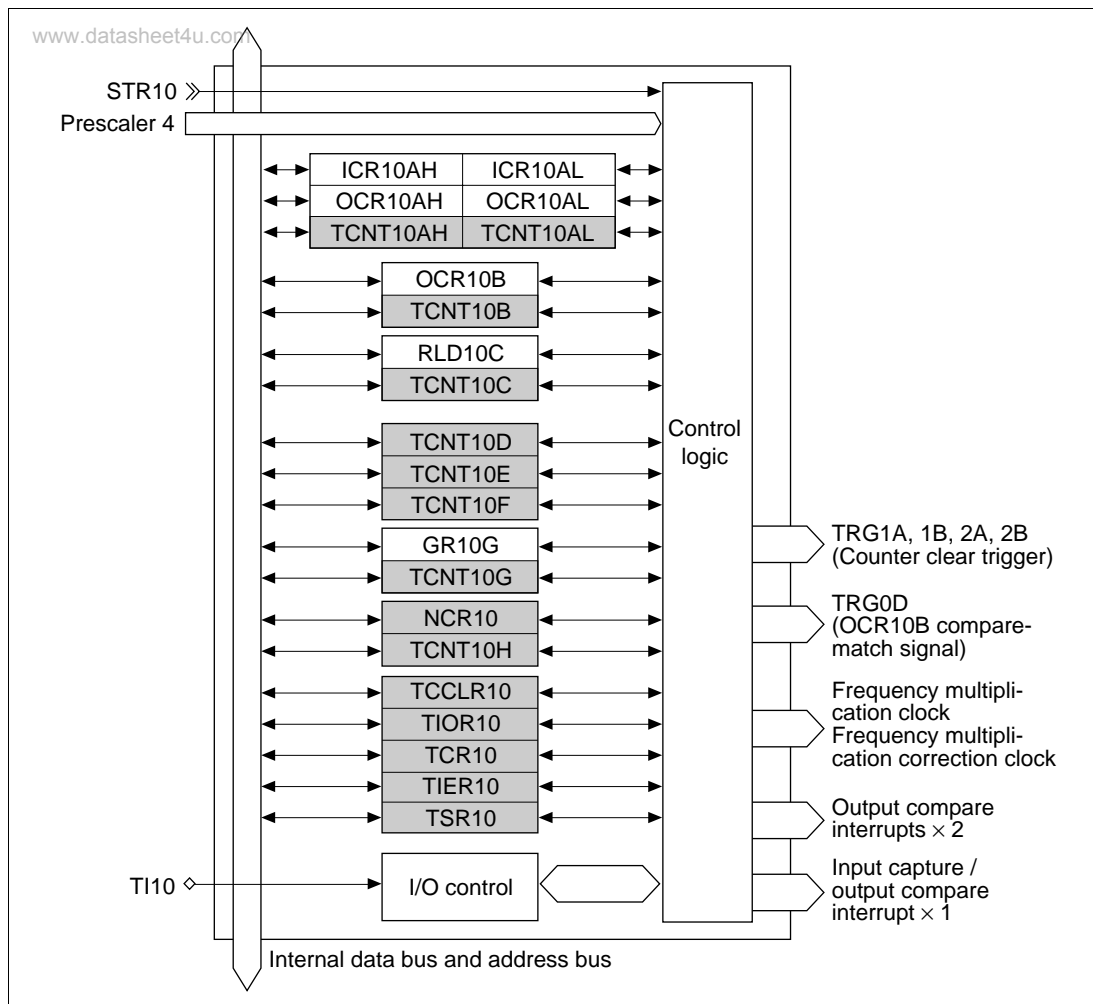 www.datasheet4u.com
STR10
Prescaler 4
ICR10AH ICR10AL
OCR10AH OCR10AL
TCNT10AH TCNT10AL
OCR10B
TCNT10B
RLD10C
TCNT10C
TCNT10D
TCNT10E
TCNT10F
GR10G
TCNT10G
NCR10
TCNT10H
TCCLR10
TIOR10
TCR10
TIER10
TSR10
TI10
I/O control
Control
logic
TRG1A, 1B, 2A, 2B
(Counter clear trigger)
TRG0D
(OCR10B compare-
match signal)
Frequency multipli-
cation clock
Frequency multipli-
cation correction clock
Output compare
interrupts × 2
Input capture /
output compare
interrupt × 1
Internal data bus and address bus